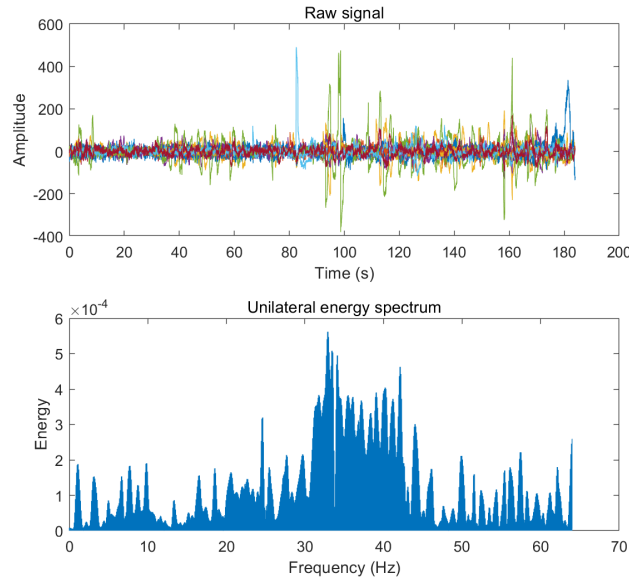 Raw signal
600
400
200
0
-200
-400
Amplitude
0 20 40 60 80 100 120 140 160 180 200
Time (s)
Unilateral energy spectrum
×10⁻⁴
6
5
4
3
2
1
0
Energy
0 10 20 30 40 50 60 70
Frequency (Hz)